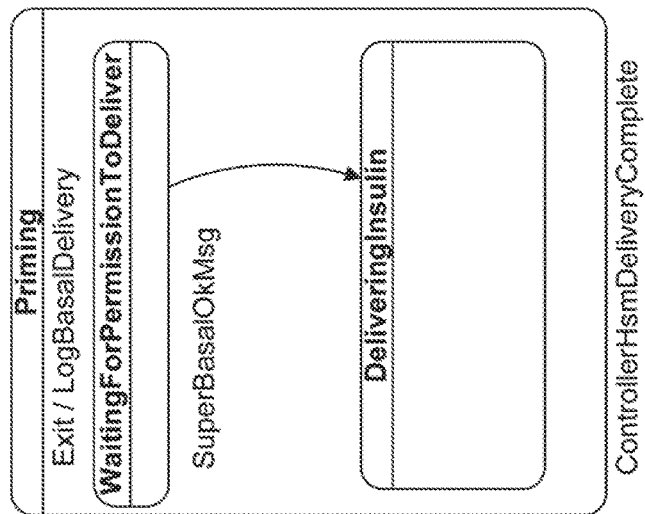 Priming
Exit / LogBasalDelivery
WaitingForPermissionToDeliver
SuperBasalOkMsg
DeliveringInsulin
ControllerHsmDeliveryComplete